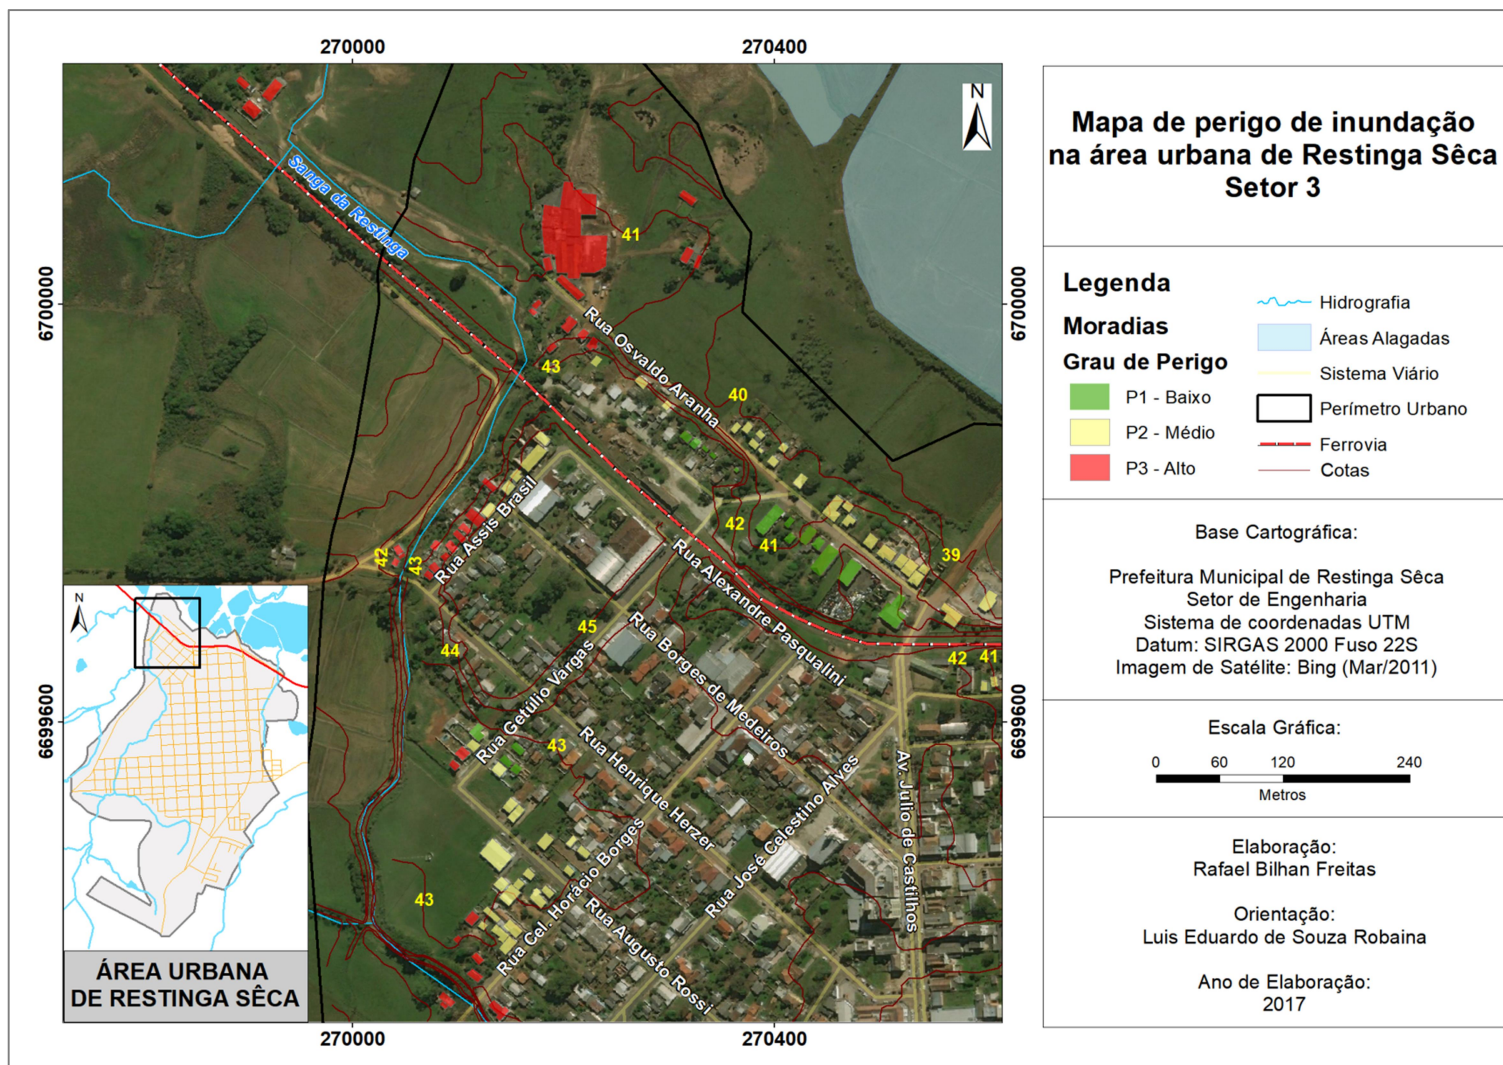 270000
270400
N
Sanga da Restinga
41
6700000
Rua Osvaldo Aranha
43
40
Rua Assis Brasil
42
41
39
42
43
Rua Alexandre Pasqualini
45
44
Rua Borges de Medeiros
42
41
Rua Getúlio Vargas
43
Rua Henrique Herzer
Rua José Celestino Alves
Av. Julio de Castilhos
43
Rua Cel. Horácio Borges
Rua Augusto Rossi
6699600
N
ÁREA URBANA
DE RESTINGA SÊCA
270000
270400
6700000
6699600
Mapa de perigo de inundação
na área urbana de Restinga Sêca
Setor 3
Legenda
Moradias
Grau de Perigo
P1 - Baixo
P2 - Médio
P3 - Alto
Hidrografia
Áreas Alagadas
Sistema Viário
Perímetro Urbano
Ferrovia
Cotas
Base Cartográfica:
Prefeitura Municipal de Restinga Sêca
Setor de Engenharia
Sistema de coordenadas UTM
Datum: SIRGAS 2000 Fuso 22S
Imagem de Satélite: Bing (Mar/2011)
Escala Gráfica:
0 60 120 240
Metros
Elaboração:
Rafael Bilhan Freitas
Orientação:
Luis Eduardo de Souza Robaina
Ano de Elaboração:
2017